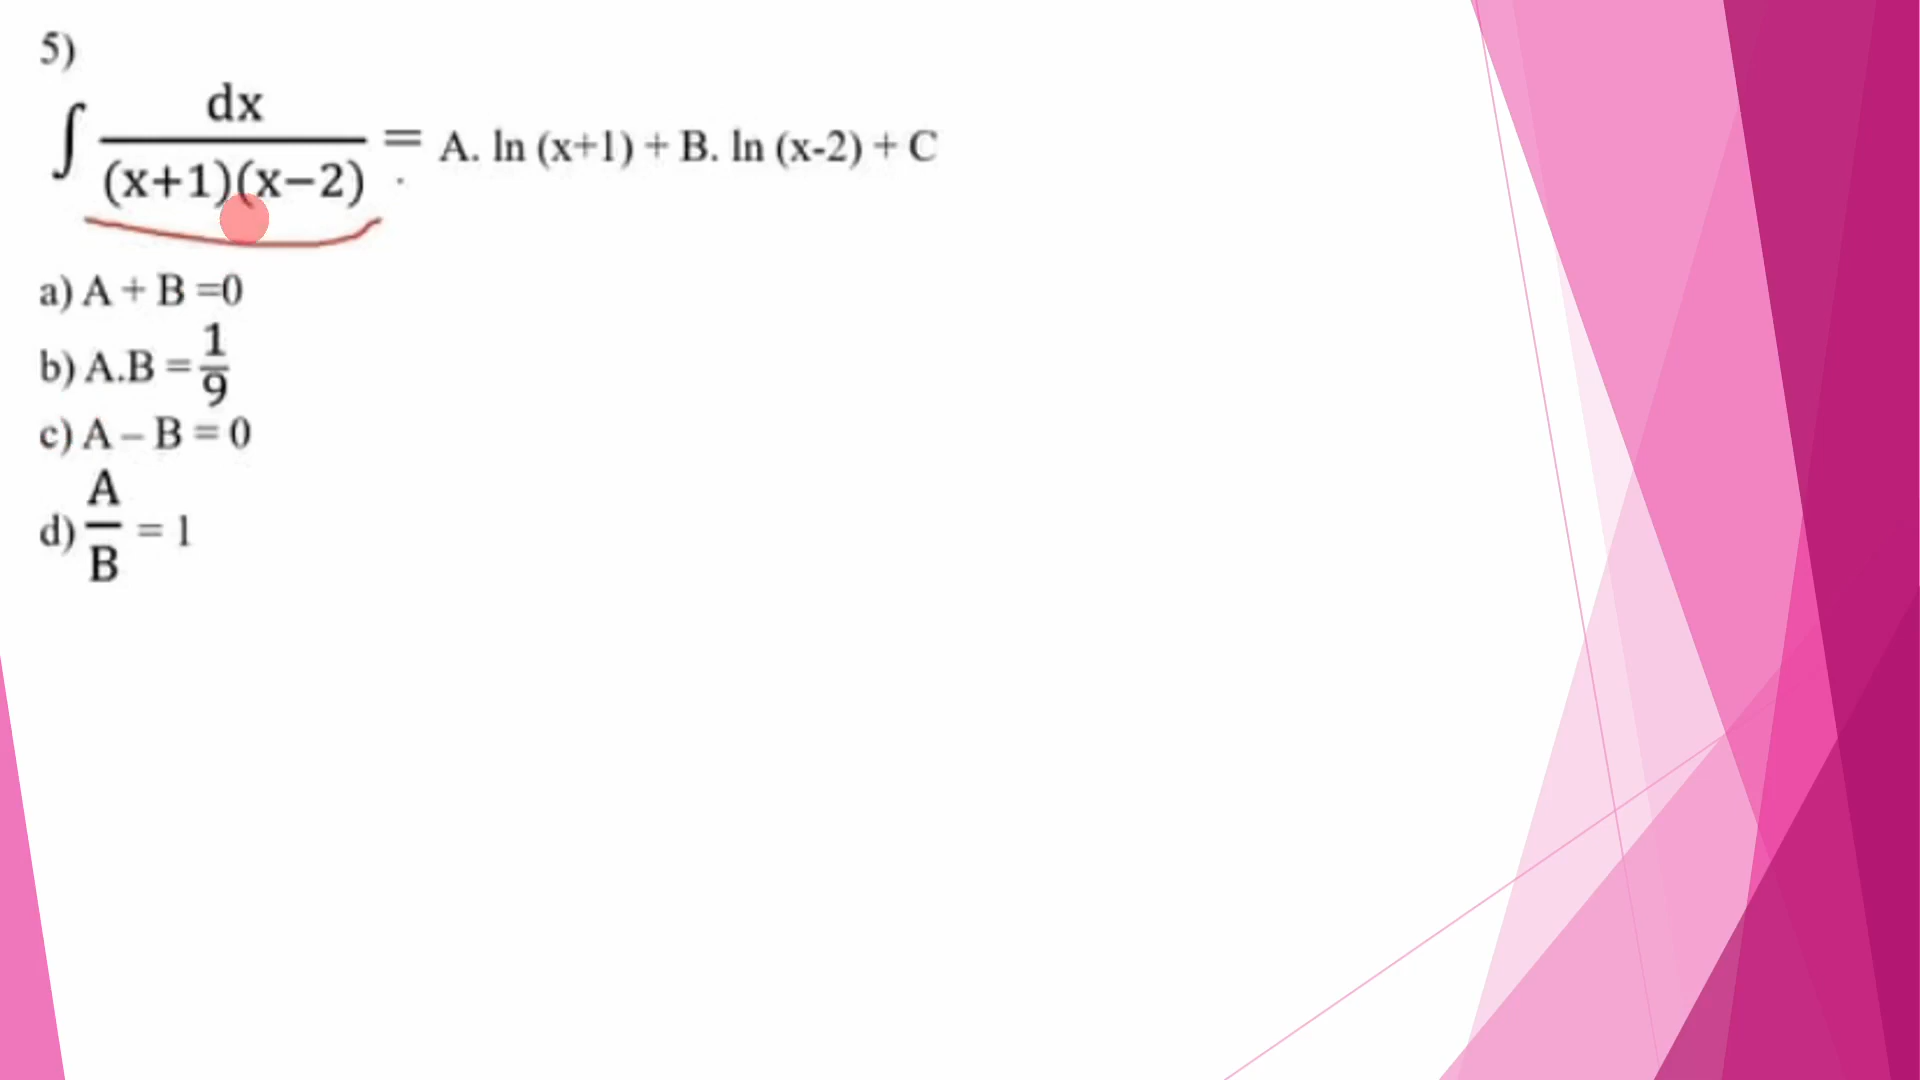 5)
∫ dx / (x+1)(x−2) = A. ln (x+1) + B. ln (x-2) + C
a) A + B =0
b) A.B = 1/9
c) A – B = 0
d) A/B = 1